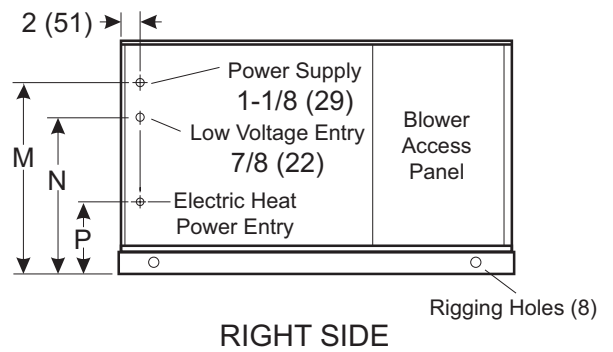 2 (51)
Power Supply
1-1/8 (29)
Low Voltage Entry
7/8 (22)
Blower
Access
Panel
M
N
P
Electric Heat
Power Entry
Rigging Holes (8)
RIGHT SIDE